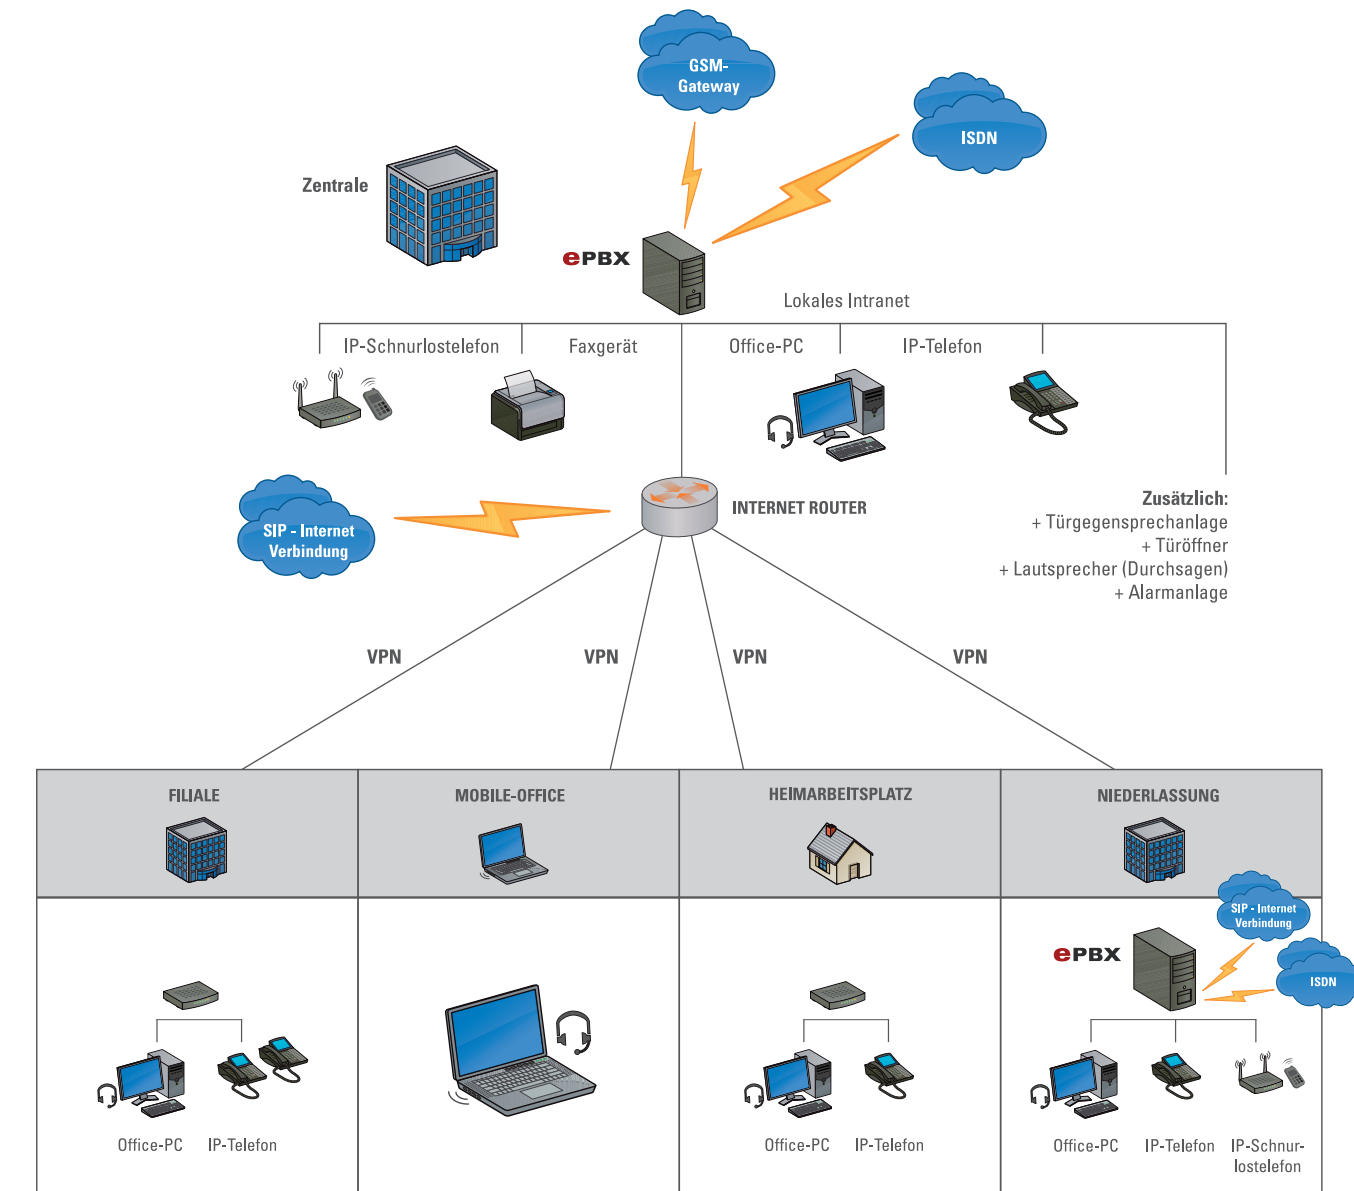 GSM-
Gateway
ISDN
Zentrale
ePBX
Lokales Intranet
IP-Schnurlostelefon
Faxgerät
Office-PC
IP-Telefon
SIP - Internet
Verbindung
INTERNET ROUTER
Zusätzlich:
+ Türgegensprechanlage
+ Türöffner
+ Lautsprecher (Durchsagen)
+ Alarmanlage
VPN
VPN
VPN
VPN
FILIALE
MOBILE-OFFICE
HEIMARBEITSPLATZ
NIEDERLASSUNG
SIP - Internet
Verbindung
ePBX
ISDN
Office-PC
IP-Telefon
Office-PC
IP-Telefon
Office-PC
IP-Telefon
IP-Schnur-
lostelefon